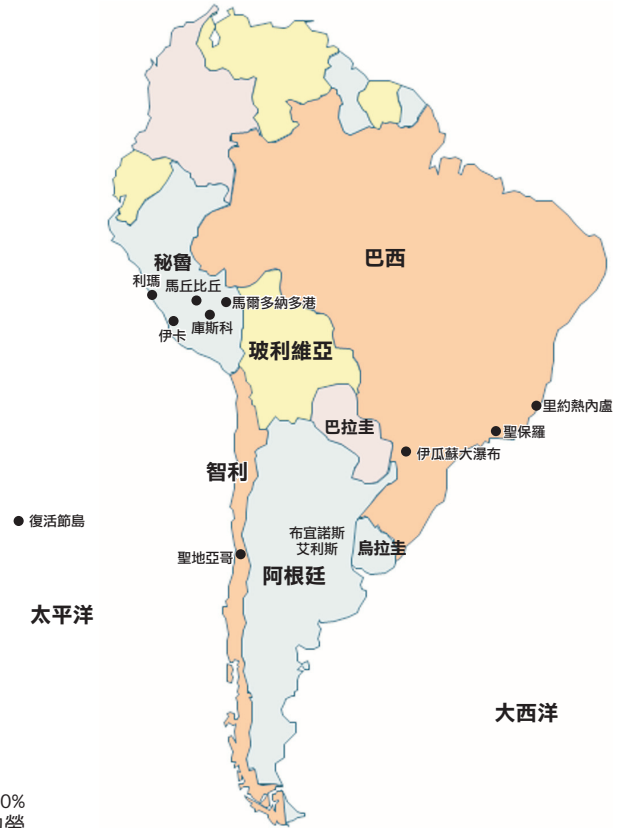 巴西
秘魯
利瑪
馬丘比丘
馬爾多納多港
庫斯科
伊卡
玻利維亞
里約熱內盧
巴拉圭
聖保羅
伊瓜蘇大瀑布
智利
復活節島
布宜諾斯
艾利斯
烏拉圭
聖地亞哥
阿根廷
太平洋
大西洋
0%